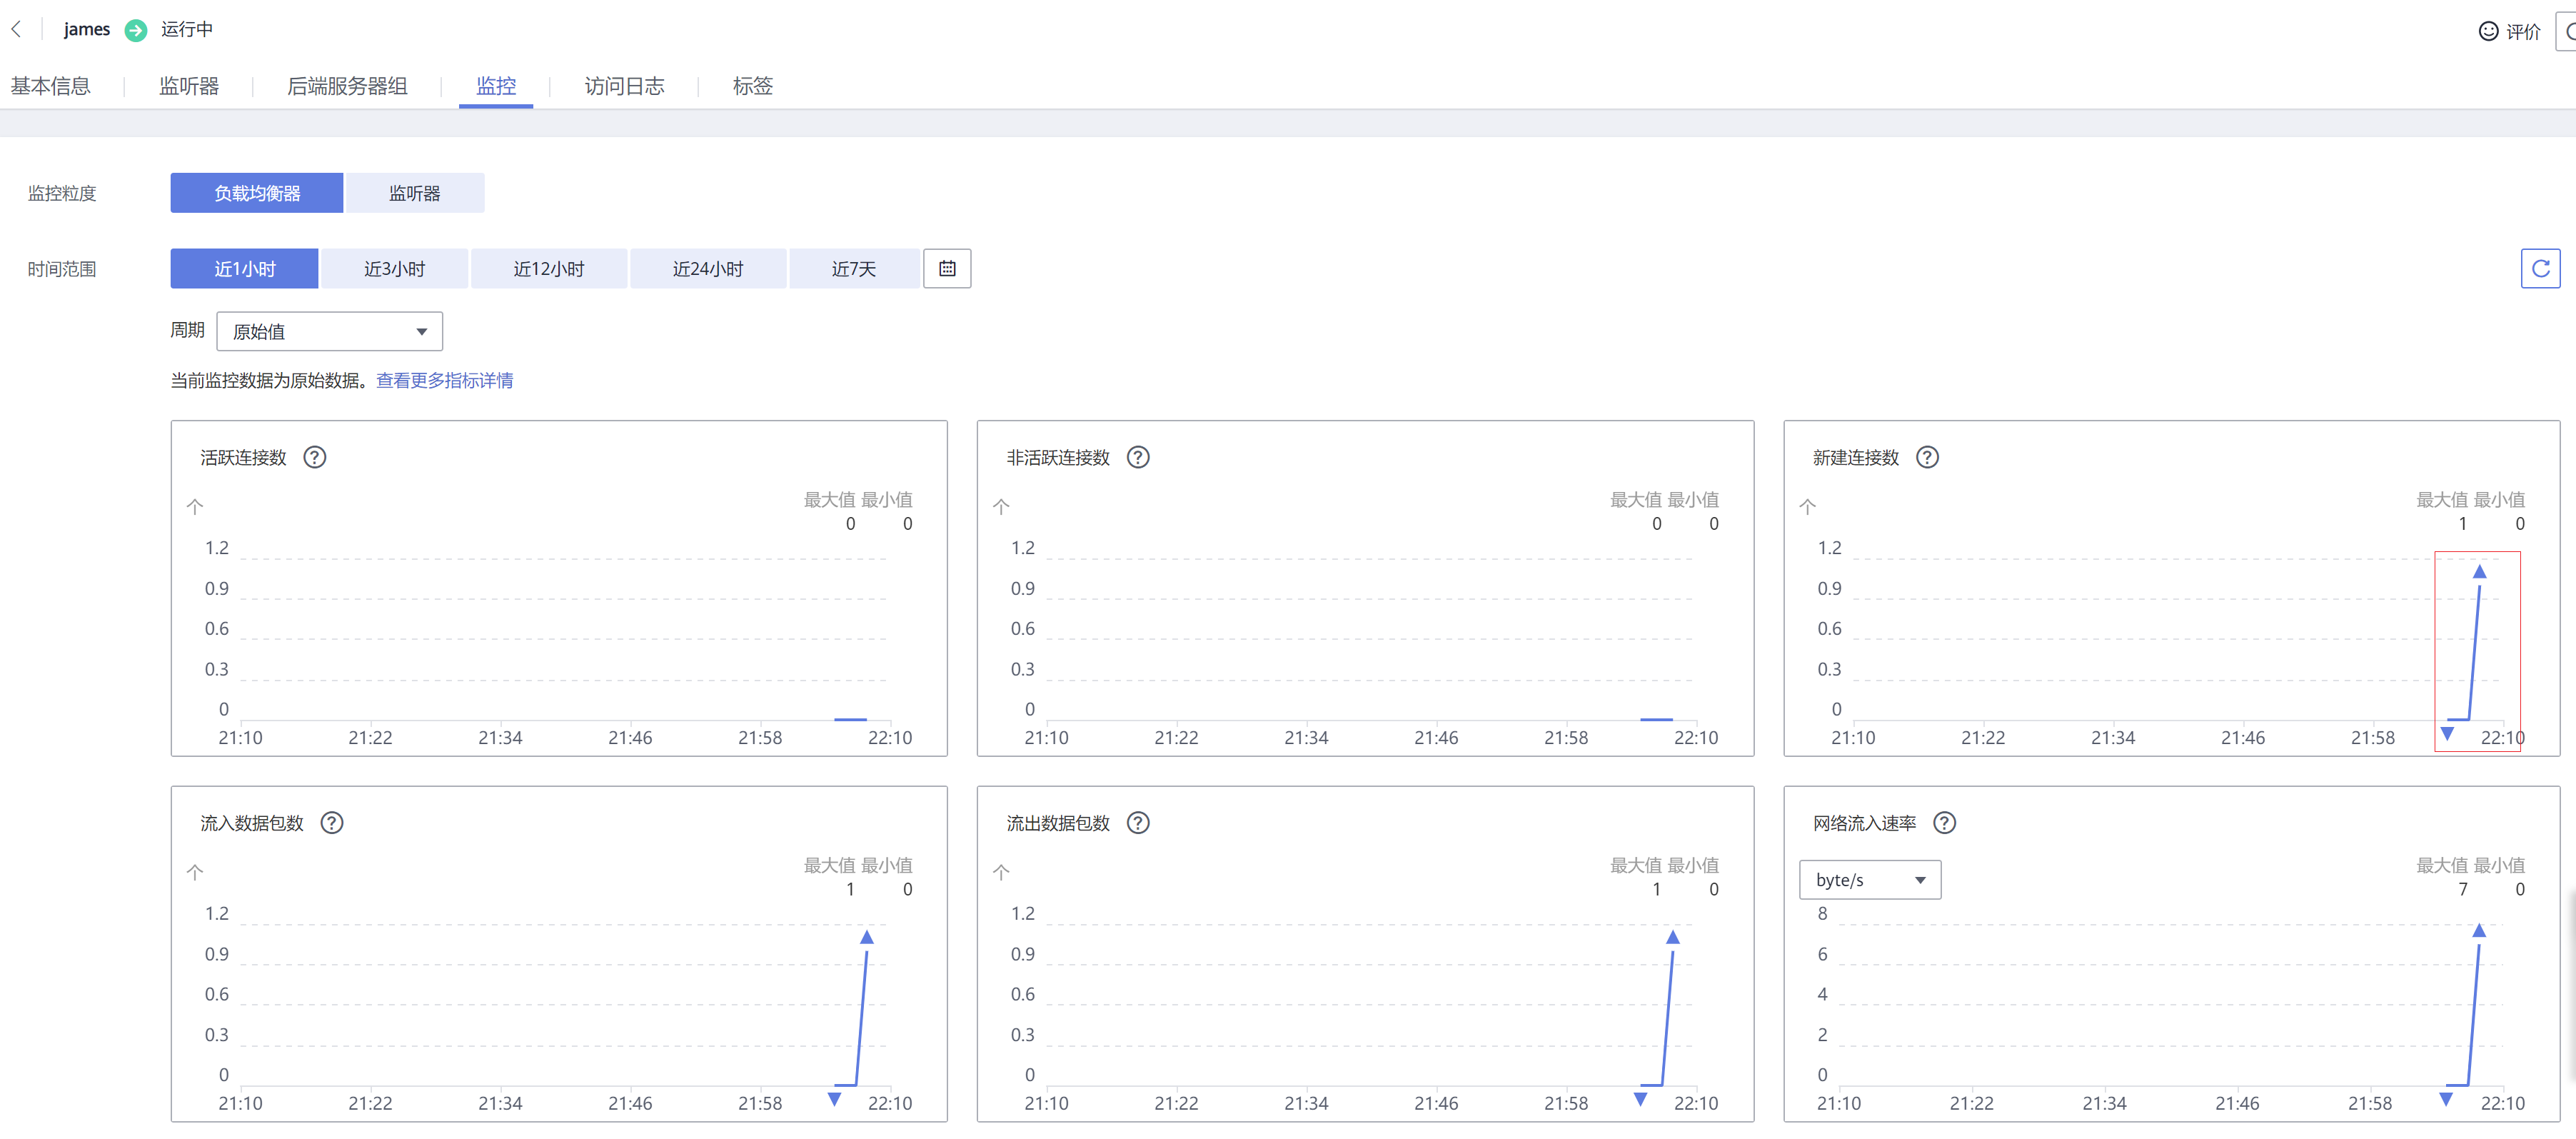 james 运行中 评价
基本信息 监听器 后端服务器组 监控 访问日志 标签
监控粒度 负载均衡器 监听器
时间范围 近1小时 近3小时 近12小时 近24小时 近7天
周期 原始值
当前监控数据为原始数据。查看更多指标详情
活跃连接数 ?
个
最大值 最小值
0 0
1.2
0.9
0.6
0.3
0
21:10 21:22 21:34 21:46 21:58 22:10
非活跃连接数 ?
个
最大值 最小值
0 0
1.2
0.9
0.6
0.3
0
21:10 21:22 21:34 21:46 21:58 22:10
新建连接数 ?
个
最大值 最小值
1 0
1.2
0.9
0.6
0.3
0
21:10 21:22 21:34 21:46 21:58 22:10
流入数据包数 ?
个
最大值 最小值
1 0
1.2
0.9
0.6
0.3
0
21:10 21:22 21:34 21:46 21:58 22:10
流出数据包数 ?
个
最大值 最小值
1 0
1.2
0.9
0.6
0.3
0
21:10 21:22 21:34 21:46 21:58 22:10
网络流入速率 ?
byte/s
最大值 最小值
7 0
8
6
4
2
0
21:10 21:22 21:34 21:46 21:58 22:10